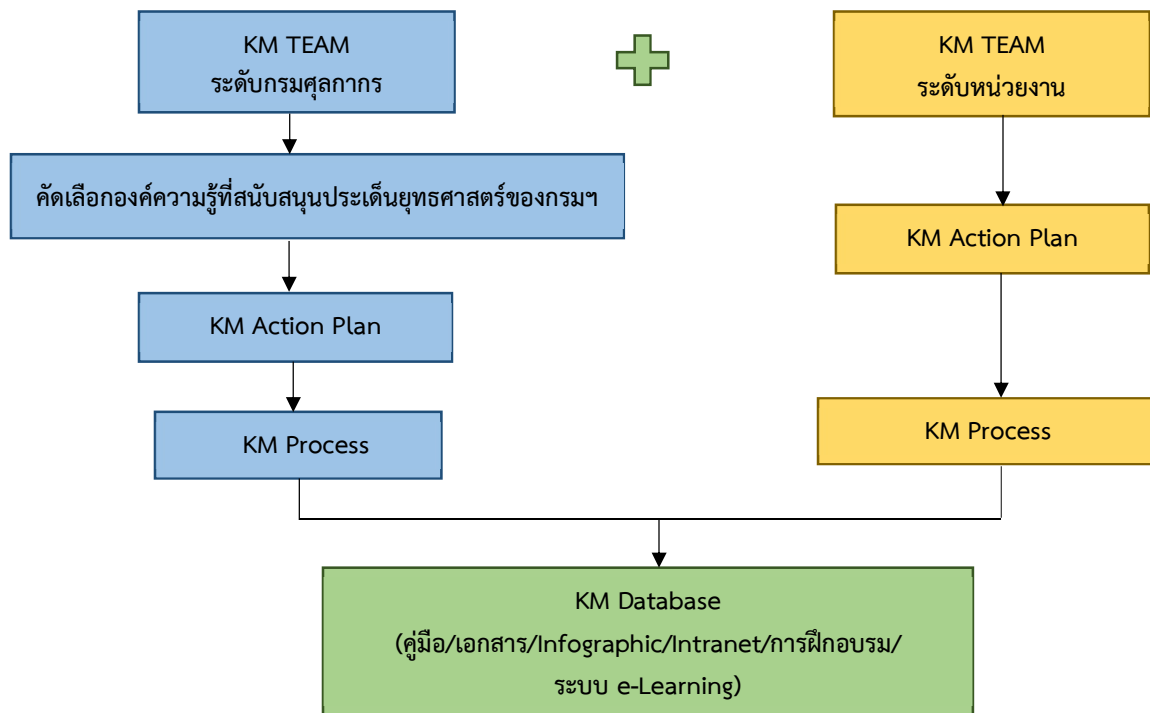 KM TEAM
ระดับกรมศุลกากร
คัดเลือกองค์ความรู้ที่สนับสนุนประเด็นยุทธศาสตร์ของกรมฯ
KM Action Plan
KM Process
KM TEAM
ระดับหน่วยงาน
KM Action Plan
KM Process
KM Database
(คู่มือ/เอกสาร/Infographic/Intranet/การฝึกอบรม/
ระบบ e-Learning)